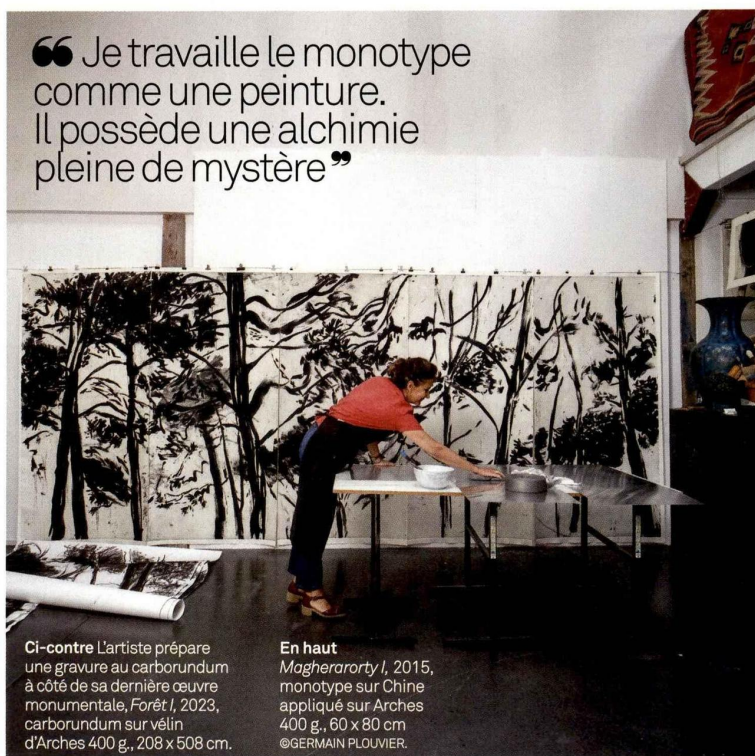 “ Je travaille le monotype
comme une peinture.
Il possède une alchimie
pleine de mystère ”
Ci-contre L’artiste prépare
une gravure au carborundum
à côté de sa dernière œuvre
monumentale, Forêt I, 2023,
carborundum sur vélin
d’Arches 400 g., 208 x 508 cm.
En haut
Magherarorty I, 2015,
monotype sur Chine
appliqué sur Arches
400 g., 60 x 80 cm
©GERMAIN PLOUVIER.